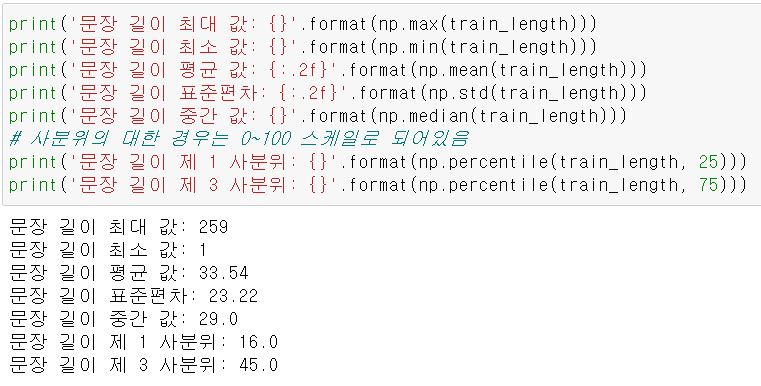 print('문장 길이 최대 값: {}'.format(np.max(train_length)))
print('문장 길이 최소 값: {}'.format(np.min(train_length)))
print('문장 길이 평균 값: {:.2f}'.format(np.mean(train_length)))
print('문장 길이 표준편차: {:.2f}'.format(np.std(train_length)))
print('문장 길이 중간 값: {}'.format(np.median(train_length)))
# 사분위의 대한 경우는 0~100 스케일로 되어있음
print('문장 길이 제 1 사분위: {}'.format(np.percentile(train_length, 25)))
print('문장 길이 제 3 사분위: {}'.format(np.percentile(train_length, 75)))
문장 길이 최대 값: 259
문장 길이 최소 값: 1
문장 길이 평균 값: 33.54
문장 길이 표준편차: 23.22
문장 길이 중간 값: 29.0
문장 길이 제 1 사분위: 16.0
문장 길이 제 3 사분위: 45.0